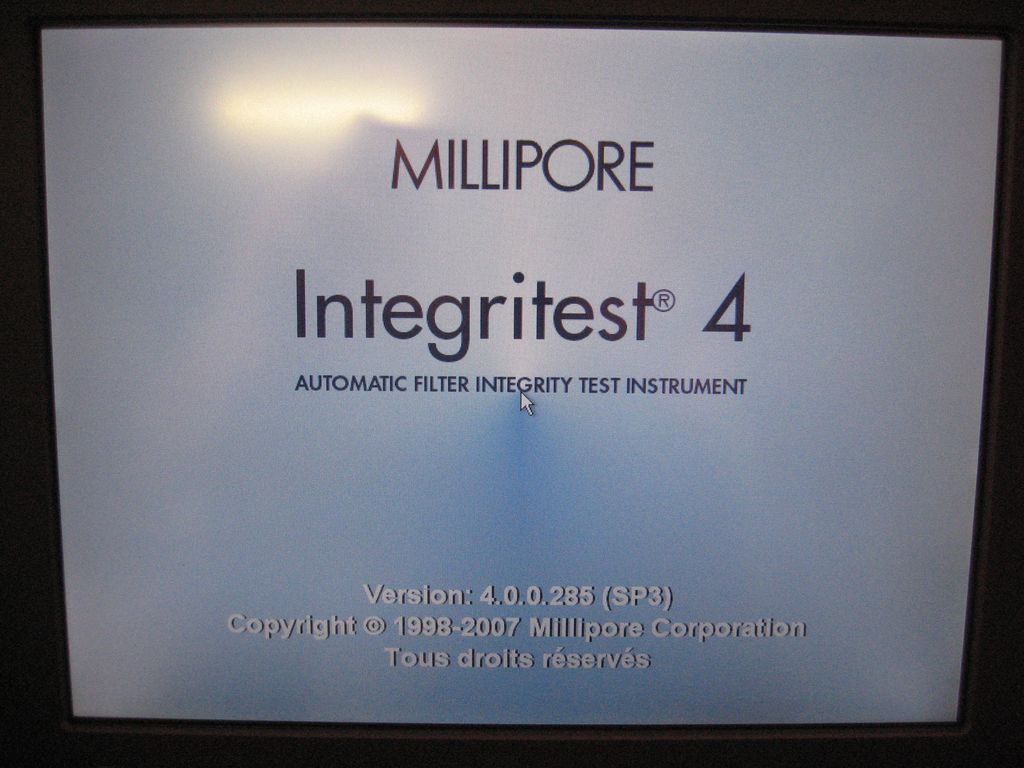 MILLIPORE
Integritest® 4
AUTOMATIC FILTER INTEGRITY TEST INSTRUMENT
Version: 4.0.0.285 (SP3)
Copyright © 1998-2007 Millipore Corporation
Tous droits réservés